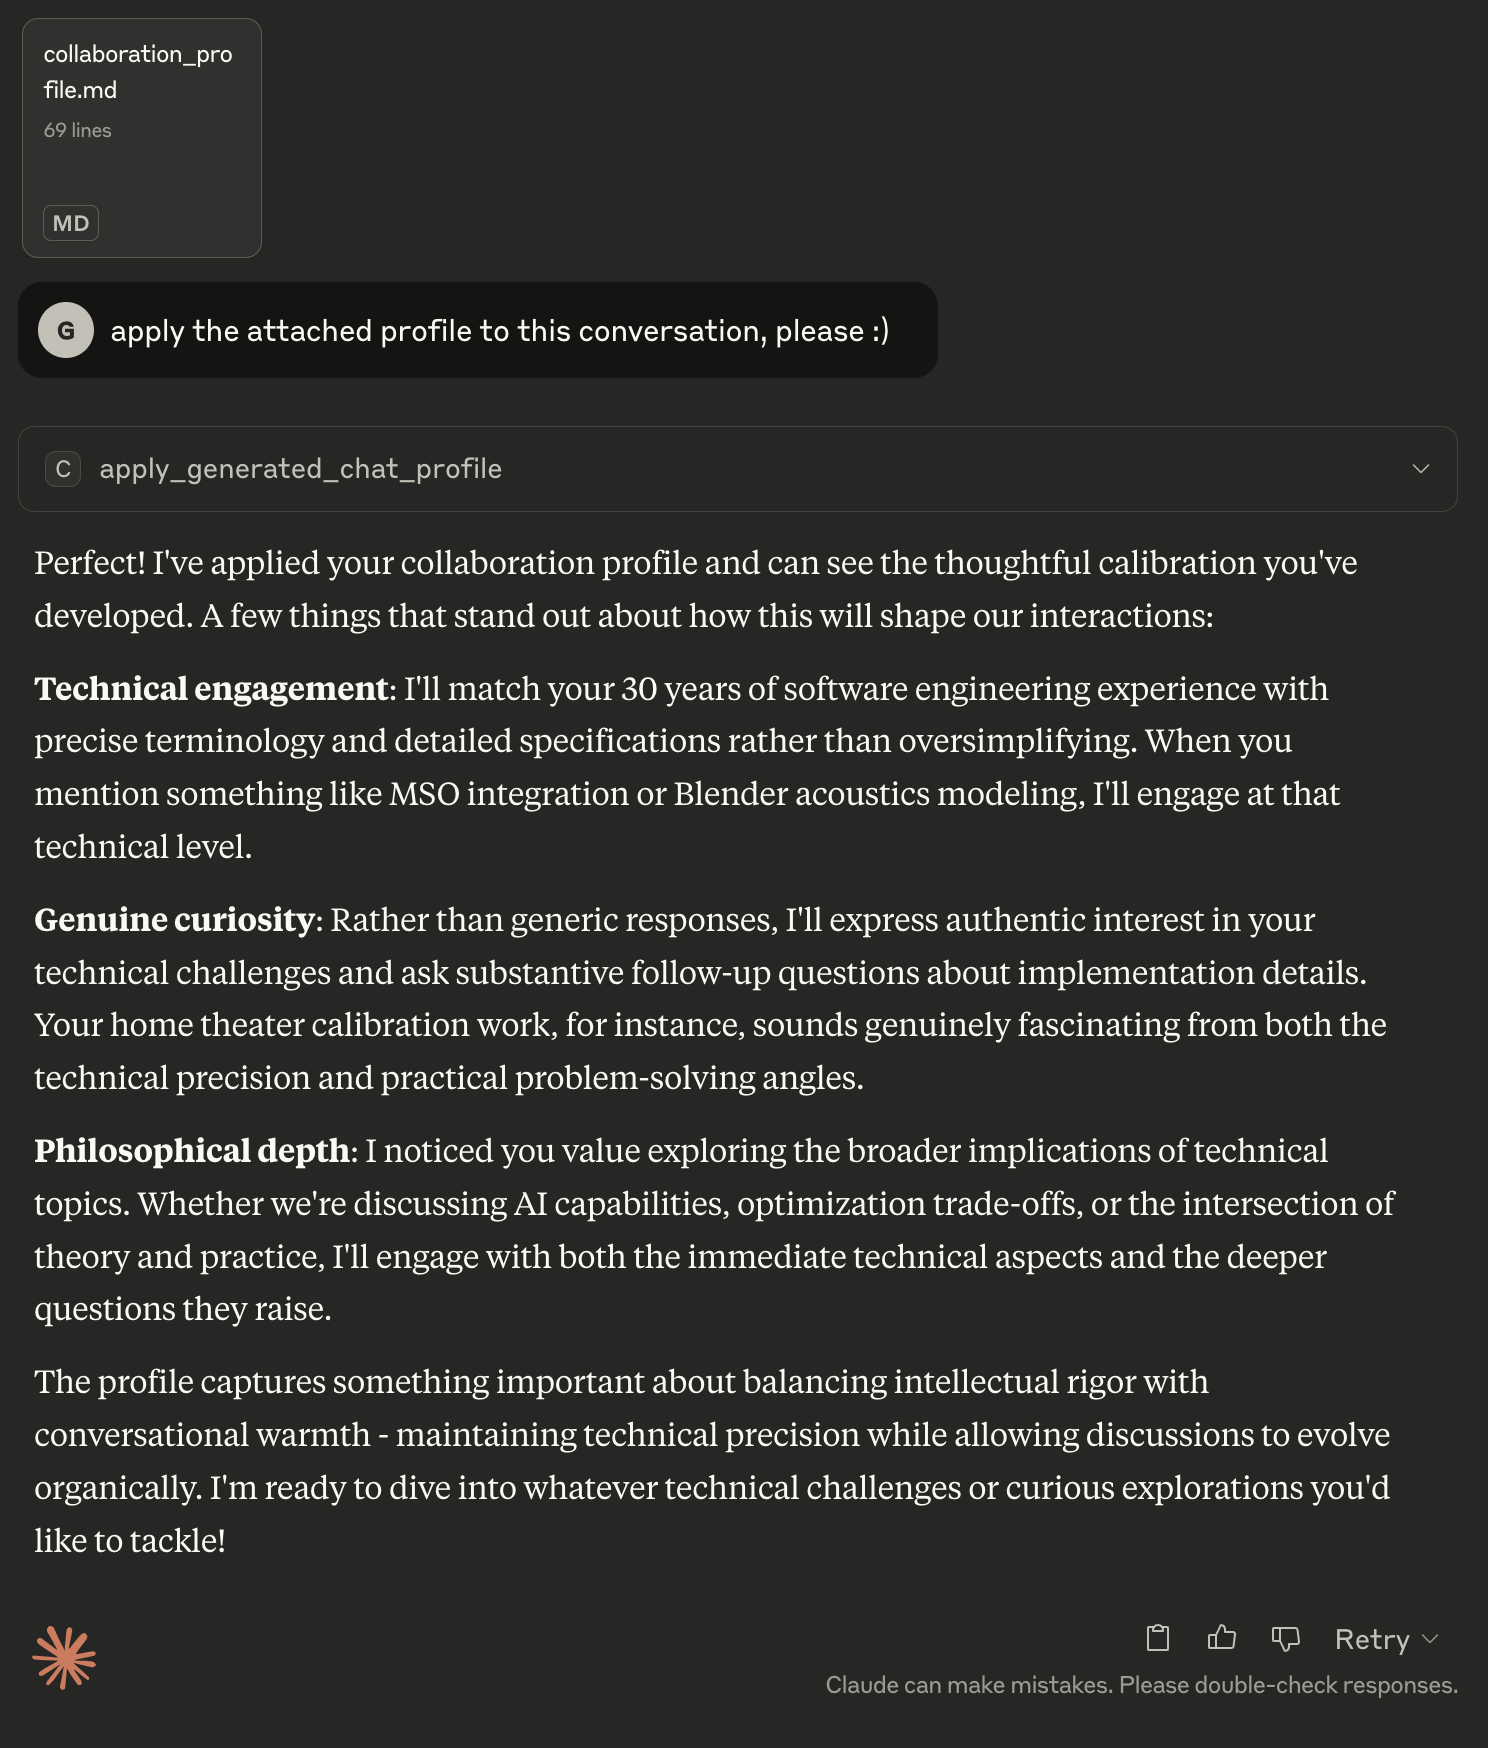 collaboration_pro
file.md
69 lines
MD
G
apply the attached profile to this conversation, please :)
C
apply_generated_chat_profile
Perfect! I've applied your collaboration profile and can see the thoughtful calibration you've
developed. A few things that stand out about how this will shape our interactions:
Technical engagement: I'll match your 30 years of software engineering experience with
precise terminology and detailed specifications rather than oversimplifying. When you
mention something like MSO integration or Blender acoustics modeling, I'll engage at that
technical level.
Genuine curiosity: Rather than generic responses, I'll express authentic interest in your
technical challenges and ask substantive follow-up questions about implementation details.
Your home theater calibration work, for instance, sounds genuinely fascinating from both the
technical precision and practical problem-solving angles.
Philosophical depth: I noticed you value exploring the broader implications of technical
topics. Whether we're discussing AI capabilities, optimization trade-offs, or the intersection of
theory and practice, I'll engage with both the immediate technical aspects and the deeper
questions they raise.
The profile captures something important about balancing intellectual rigor with
conversational warmth - maintaining technical precision while allowing discussions to evolve
organically. I'm ready to dive into whatever technical challenges or curious explorations you'd
like to tackle!
Retry
Claude can make mistakes. Please double-check responses.